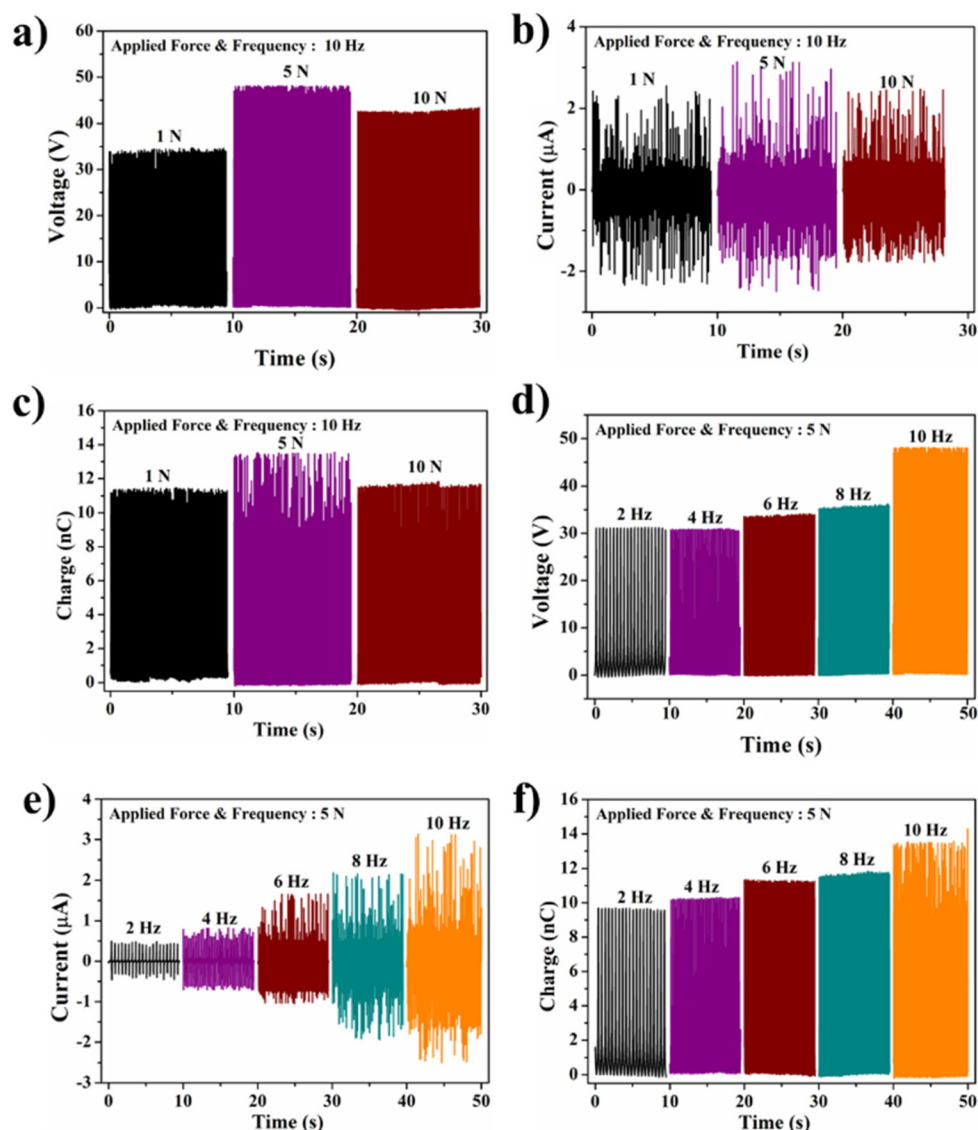 a)
Applied Force & Frequency : 10 Hz
1 N
5 N
10 N
Voltage (V)
60
50
40
30
20
10
0
0 10 20 30
Time (s)
b)
Applied Force & Frequency : 10 Hz
1 N
5 N
10 N
Current (μA)
4
2
0
-2
0 10 20 30
Time (s)
c)
Applied Force & Frequency : 10 Hz
1 N
5 N
10 N
Charge (nC)
16
14
12
10
8
6
4
2
0
0 10 20 30
Time (s)
d)
Applied Force & Frequency : 5 N
2 Hz
4 Hz
6 Hz
8 Hz
10 Hz
Voltage (V)
50
40
30
20
10
0
0 10 20 30 40 50
Time (s)
e)
Applied Force & Frequency : 5 N
2 Hz
4 Hz
6 Hz
8 Hz
10 Hz
Current (μA)
4
3
2
1
0
-1
-2
-3
0 10 20 30 40 50
Time (s)
f)
Applied Force & Frequency : 5 N
2 Hz
4 Hz
6 Hz
8 Hz
10 Hz
Charge (nC)
16
14
12
10
8
6
4
2
0
0 10 20 30 40 50
Time (s)